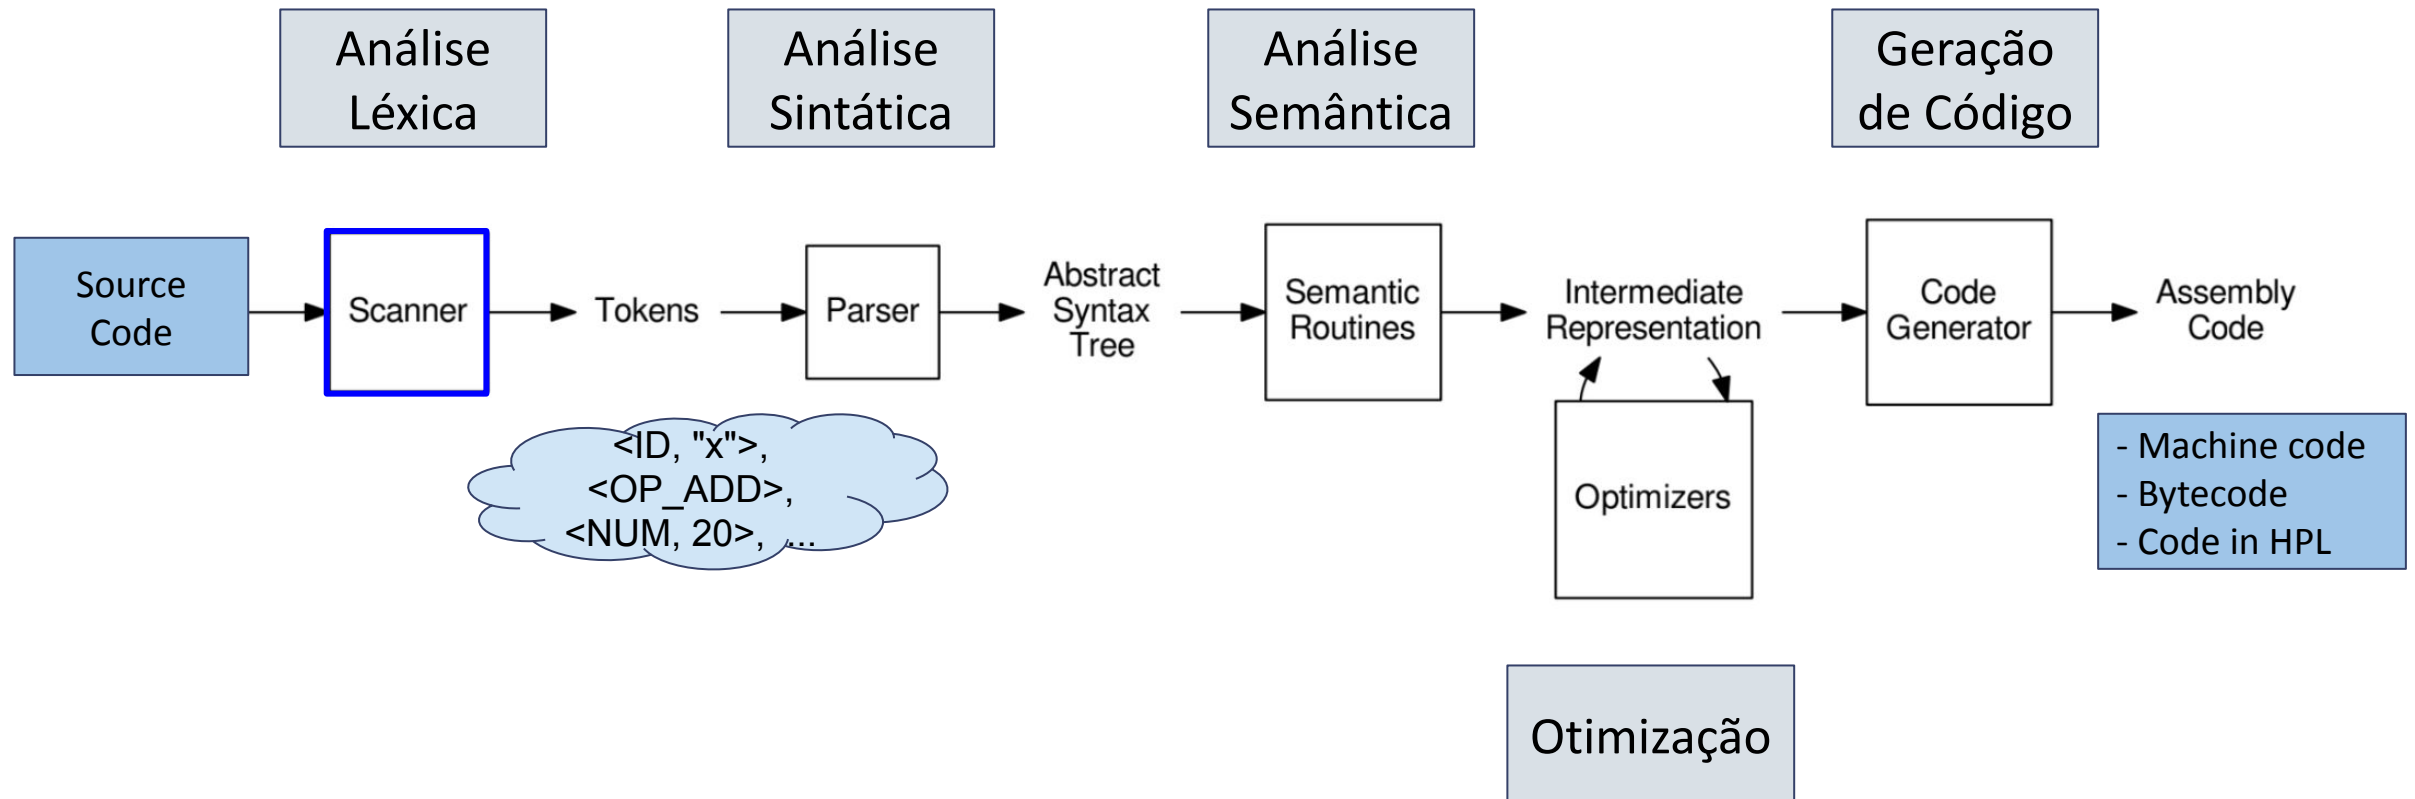 Análise
Léxica
Análise
Sintática
Análise
Semântica
Geração
de Código
Source
Code
Scanner
Tokens
Parser
Abstract
Syntax
Tree
Semantic
Routines
Intermediate
Representation
Code
Generator
Assembly
Code
<ID, "x">,
<OP_ADD>,
<NUM, 20>, ...
Optimizers
- Machine code
- Bytecode
- Code in HPL
Otimização